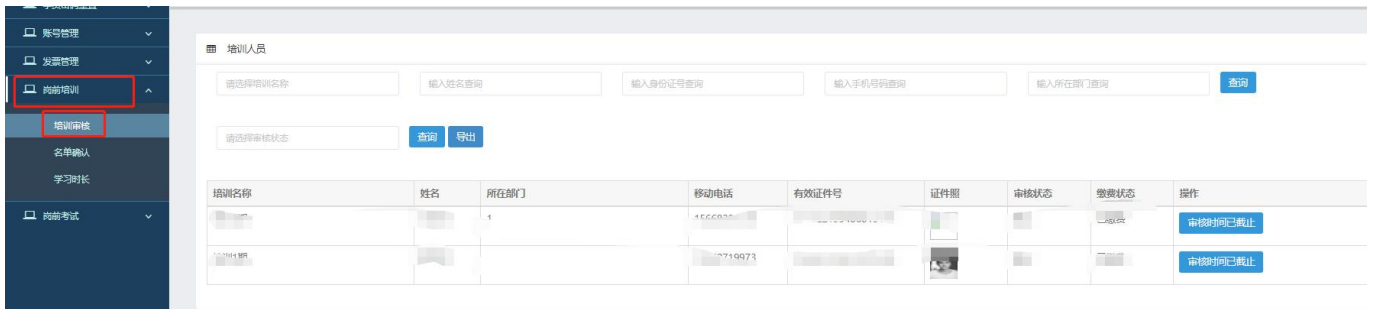 账号管理
发票管理
岗前培训
培训审核
名单确认
学习时长
岗前考试
培训人员
请选择培训名称 输入姓名查询 输入身份证号查询 输入手机号码查询 输入所在部门查询 查询
请选择审核状态 查询 导出
培训名称 姓名 所在部门 移动电话 有效证件号 证件照 审核状态 缴费状态 操作
1 审核时间已截止
2719973 审核时间已截止